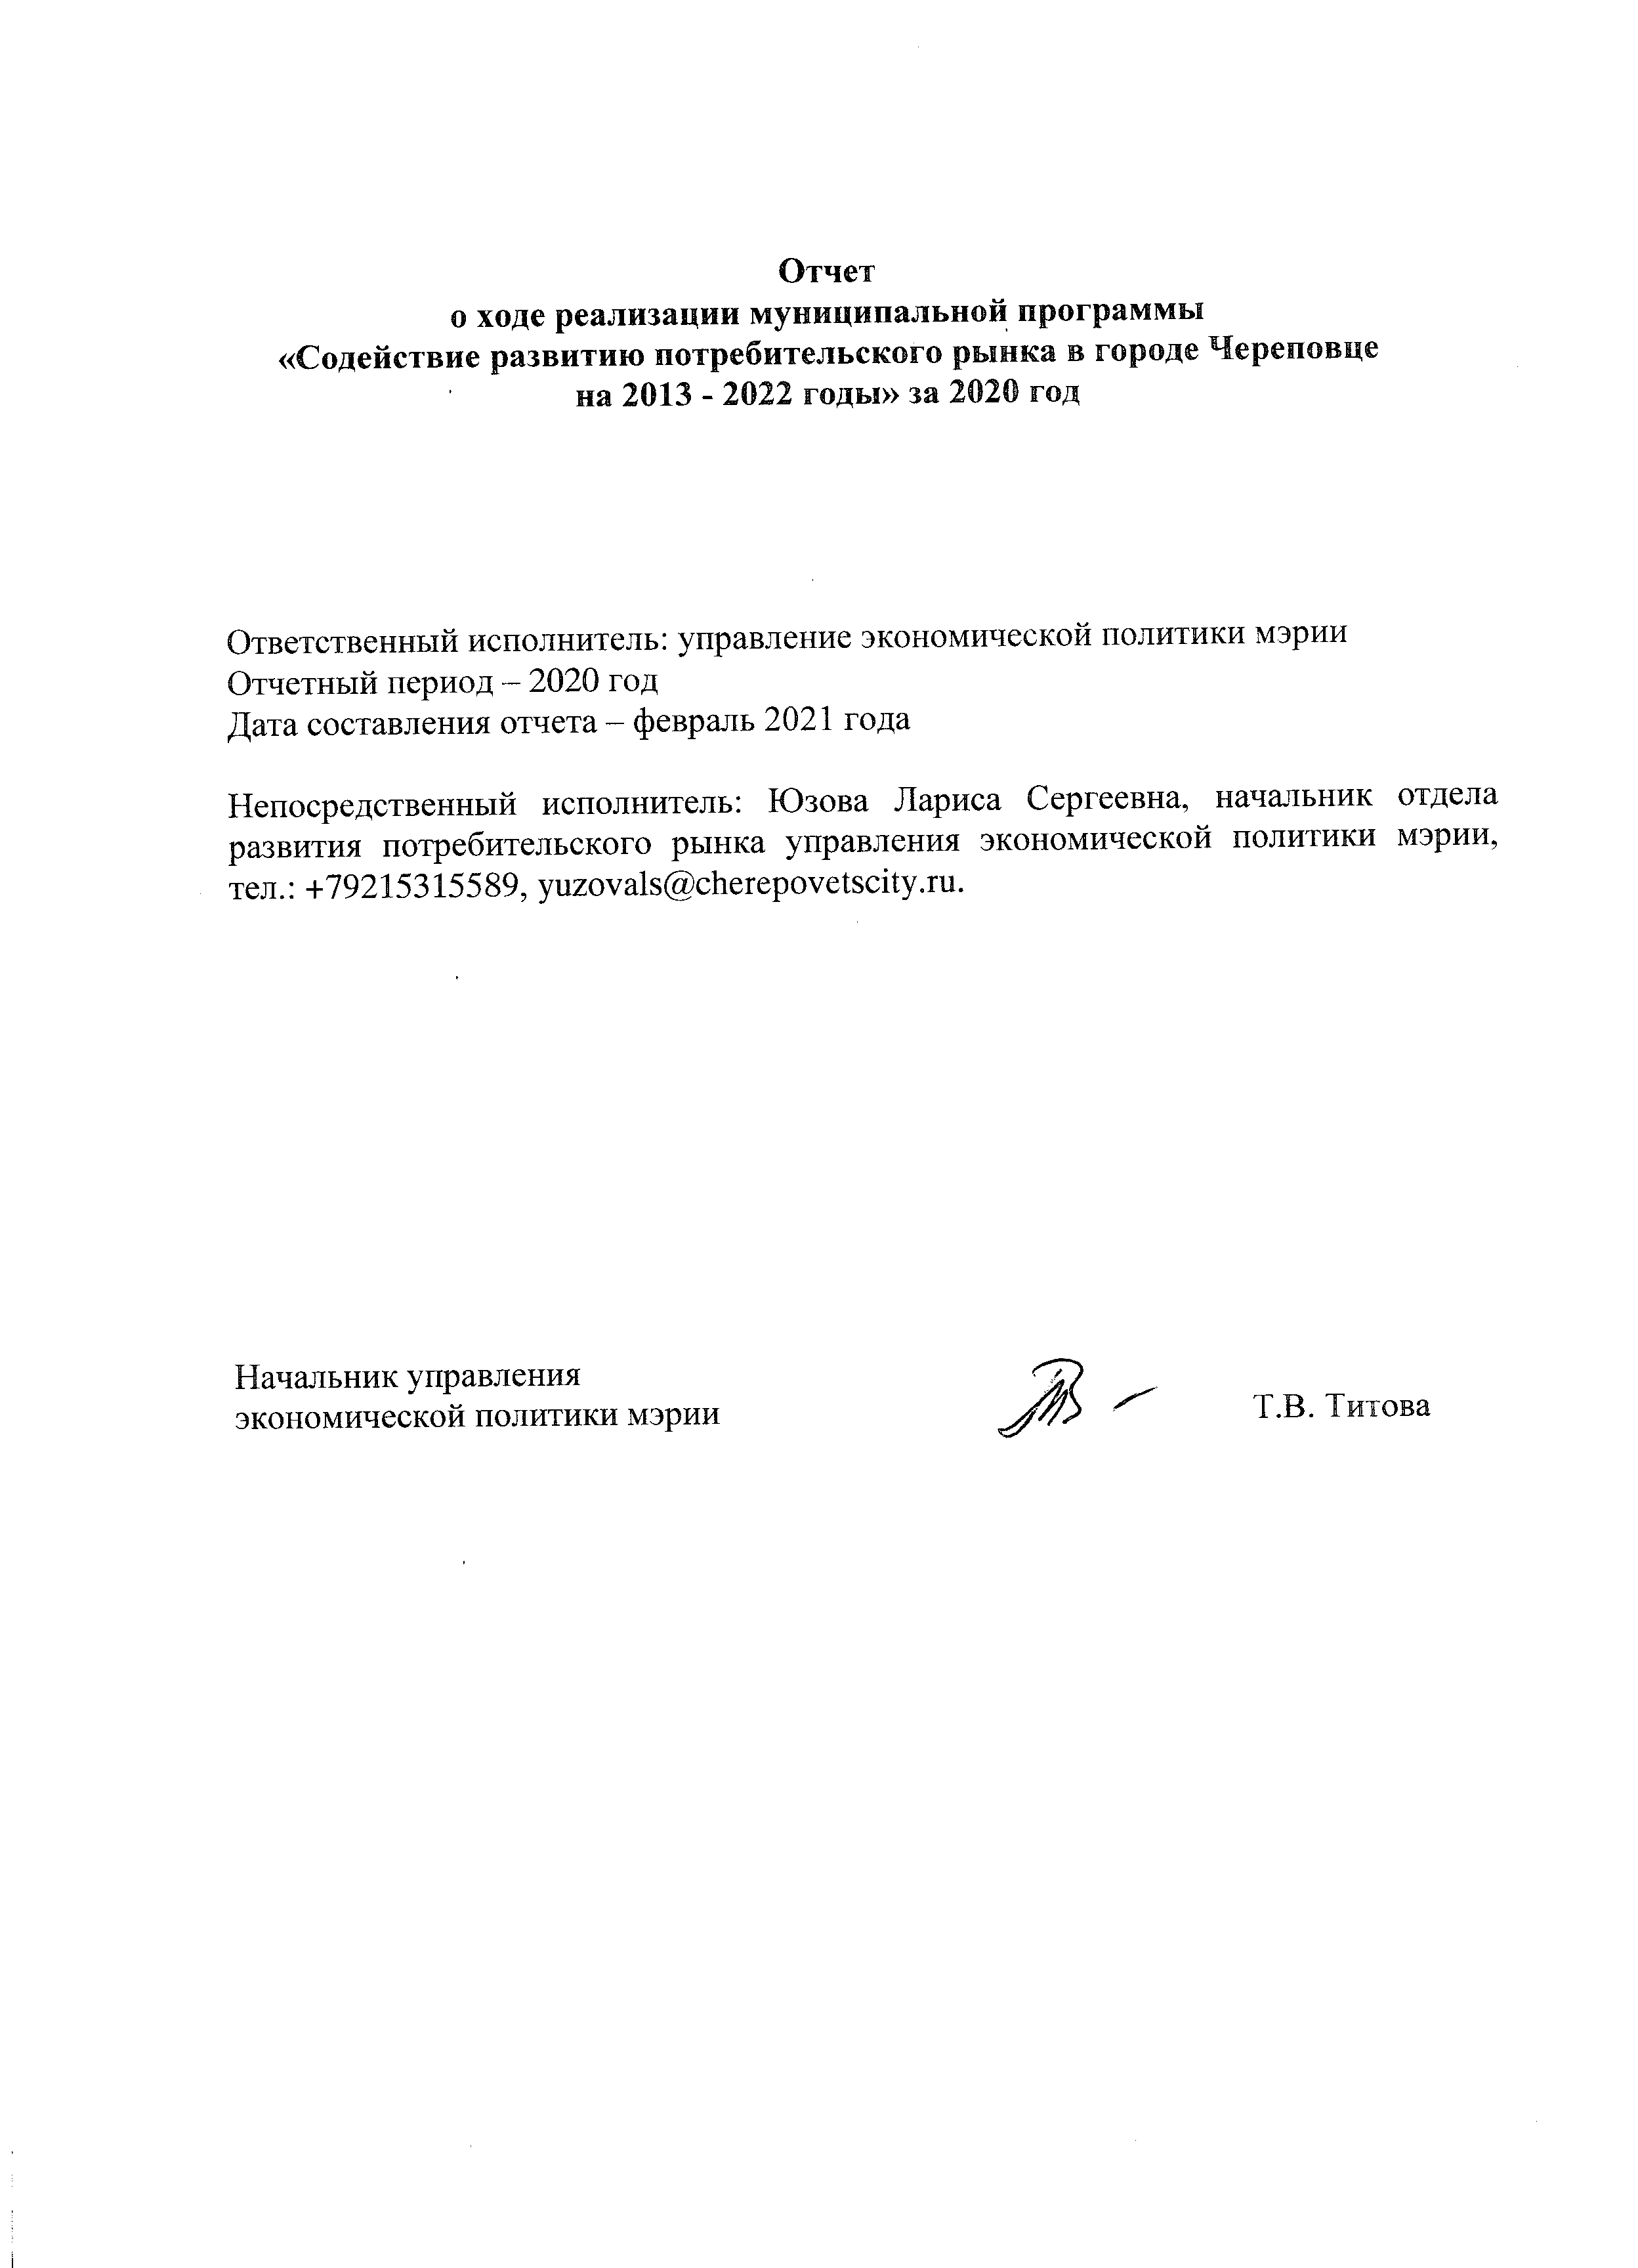 Отчет
о ходе реализации муниципальной программы
«Содействие развитию потребительского рынка в городе Череповце
на 2013 - 2022 годы» за 2020 год
Ответственный исполнитель: управление экономической политики мэрии
Отчетный период – 2020 год
Дата составления отчета – февраль 2021 года
Непосредственный исполнитель: Юзова Лариса Сергеевна, начальник отдела
развития потребительского рынка управления экономической политики мэрии,
тел.: +79215315589, yuzovals@cherepovetscity.ru.
Начальник управления
экономической политики мэрии
Т.В. Титова